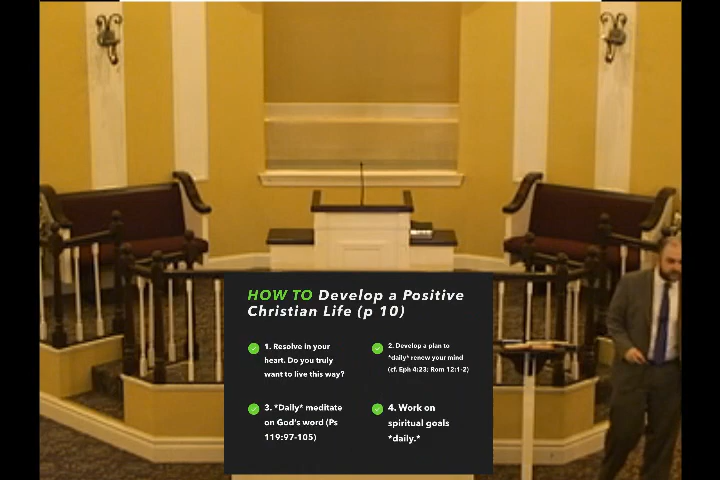 HOW TO Develop a Positive
Christian Life (p 10)
1. Resolve in your
heart. Do you truly
want to live this way?
2. Develop a plan to
*daily* renew your mind
(cf. Eph 4:23; Rom 12:1-2)
3. *Daily* meditate
on God's word (Ps
119:97-105)
4. Work on
spiritual goals
*daily.*